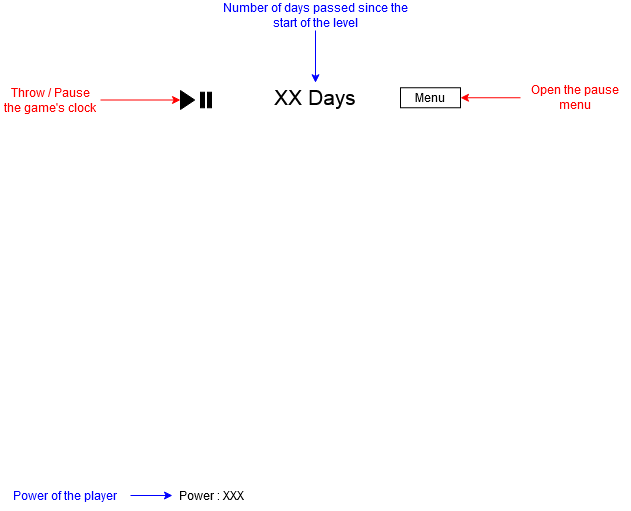 Number of days passed since the
start of the level
Throw / Pause
the game's clock
XX Days
Menu
Open the pause
menu
Power of the player
Power : XXX